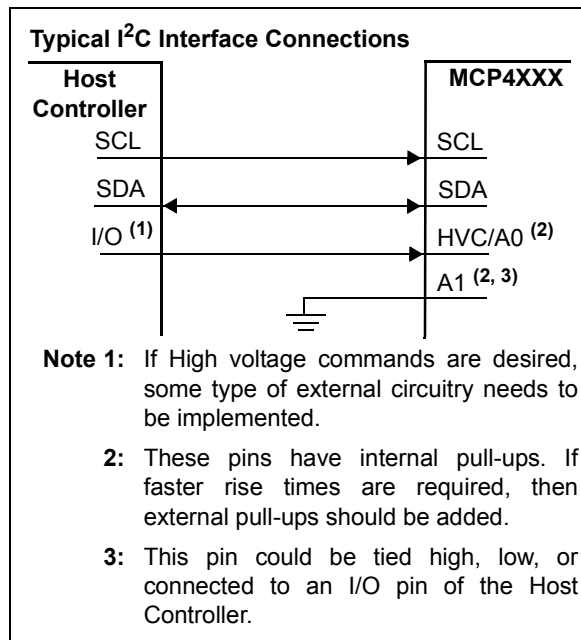 Typical I2C Interface Connections
Host
Controller
MCP4XXX
SCL
SCL
SDA
SDA
I/O (1)
HVC/A0 (2)
A1 (2, 3)
Note 1: If High voltage commands are desired,
some type of external circuitry needs to
be implemented.
2: These pins have internal pull-ups. If
faster rise times are required, then
external pull-ups should be added.
3: This pin could be tied high, low, or
connected to an I/O pin of the Host
Controller.